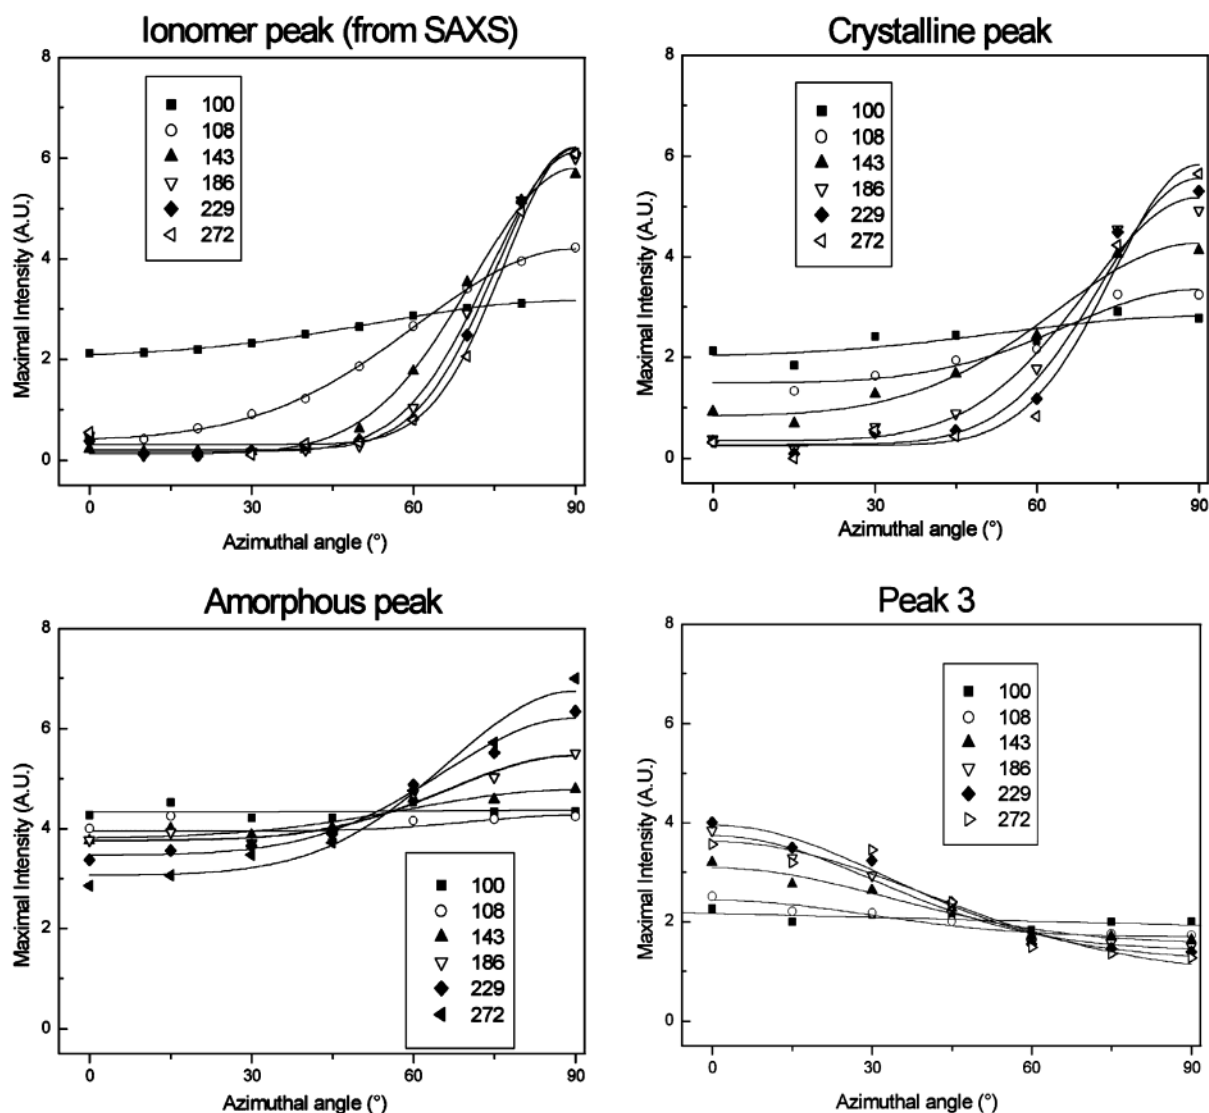 Ionomer peak (from SAXS)
8
6
4
2
0
Maximal Intensity (A.U.)
100
108
143
186
229
272
0 30 60 90
Azimuthal angle (°)
Crystalline peak
8
6
4
2
0
Maximal Intensity (A.U.)
100
108
143
186
229
272
0 30 60 90
Azimuthal angle (°)
Amorphous peak
8
6
4
2
0
Maximal Intensity (A.U.)
100
108
143
186
229
272
0 30 60 90
Azimuthal angle (°)
Peak 3
8
6
4
2
0
Maximal Intensity (A.U.)
100
108
143
186
229
272
0 30 60 90
Azimuthal angle (°)